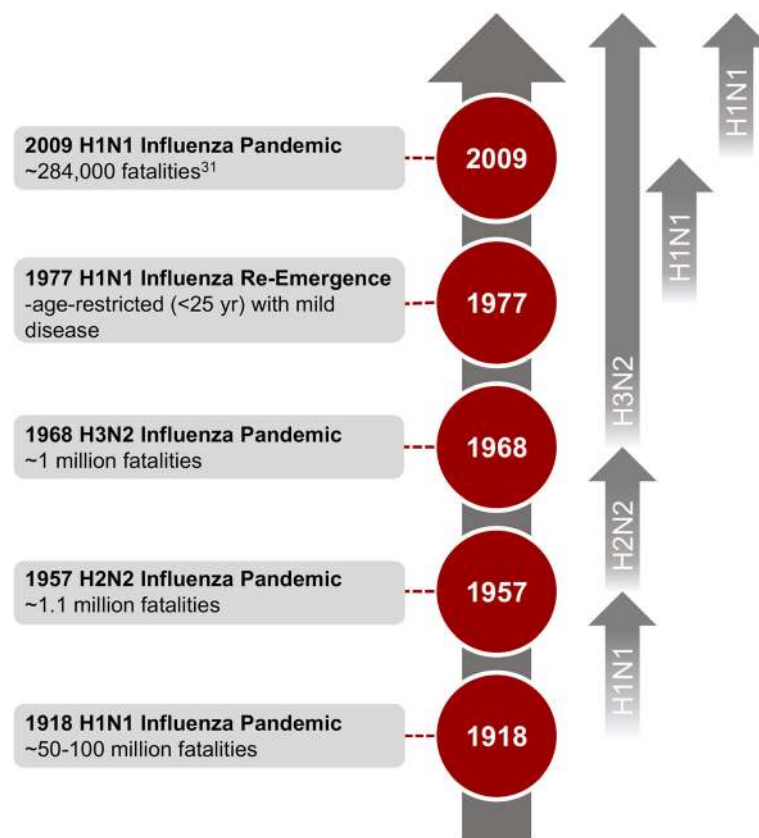 2009 H1N1 Influenza Pandemic
~284,000 fatalities31
2009
H1N1
1977 H1N1 Influenza Re-Emergence
-age-restricted (<25 yr) with mild
disease
1977
H1N1
1968 H3N2 Influenza Pandemic
~1 million fatalities
1968
H3N2
1957 H2N2 Influenza Pandemic
~1.1 million fatalities
1957
H2N2
1918 H1N1 Influenza Pandemic
~50-100 million fatalities
1918
H1N1